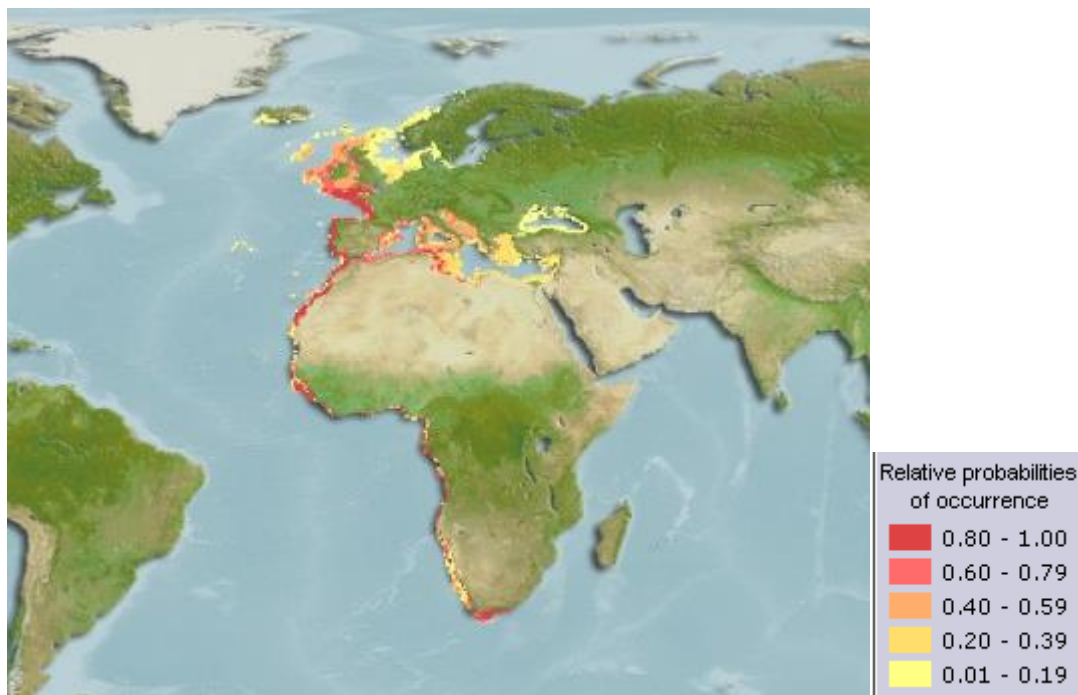 Relative probabilities
of occurrence
0.80 - 1.00
0.60 - 0.79
0.40 - 0.59
0.20 - 0.39
0.01 - 0.19